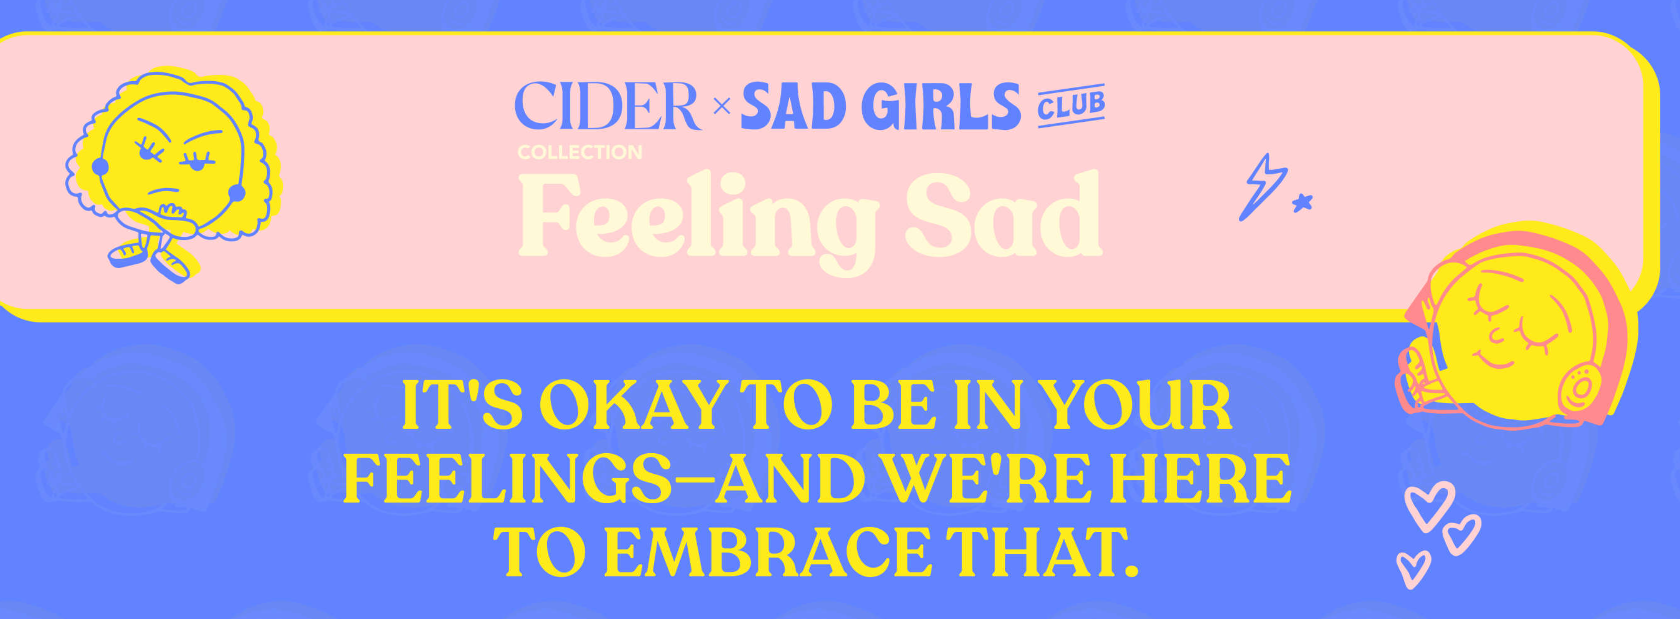 CIDER × SAD GIRLS CLUB
COLLECTION
Feeling Sad
IT'S OKAY TO BE IN YOUR
FEELINGS—AND WE'RE HERE
TO EMBRACE THAT.